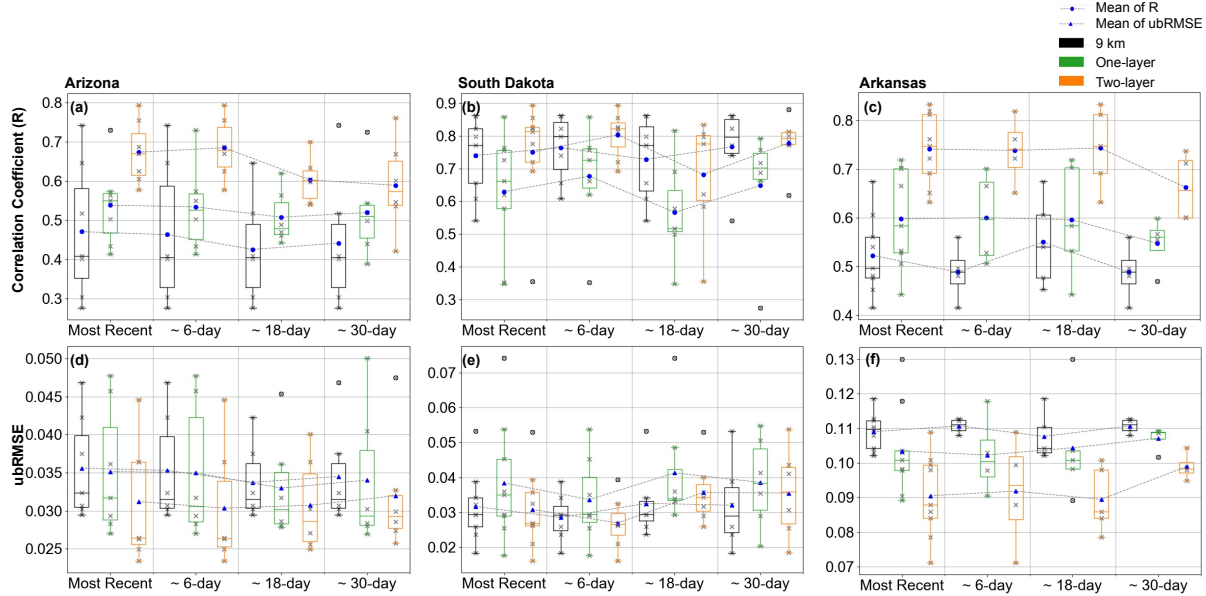 Mean of R
Mean of ubRMSE
9 km
One-layer
Two-layer
Arizona
South Dakota
Arkansas
Correlation Coefficient (R)
(a)
0.8
0.7
0.6
0.5
0.4
0.3
Most Recent ~ 6-day ~ 18-day ~ 30-day
(b)
0.9
0.8
0.7
0.6
0.5
0.4
0.3
Most Recent ~ 6-day ~ 18-day ~ 30-day
(c)
0.8
0.7
0.6
0.5
0.4
Most Recent ~ 6-day ~ 18-day ~ 30-day
ubRMSE
(d)
0.050
0.045
0.040
0.035
0.030
0.025
Most Recent ~ 6-day ~ 18-day ~ 30-day
(e)
0.07
0.06
0.05
0.04
0.03
0.02
Most Recent ~ 6-day ~ 18-day ~ 30-day
(f)
0.13
0.12
0.11
0.10
0.09
0.08
0.07
Most Recent ~ 6-day ~ 18-day ~ 30-day